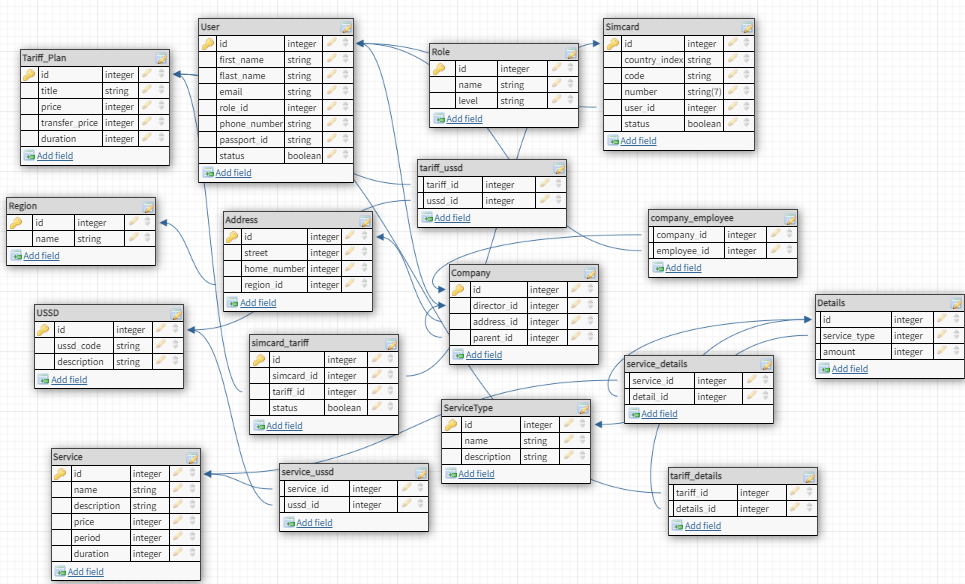 Tariff_Plan
id integer
title string
price integer
transfer_price integer
duration integer
Add field
User
id integer
first_name string
flast_name string
email string
role_id integer
phone_number string
passport_id string
status boolean
Add field
Role
id integer
name string
level string
Add field
Simcard
id integer
country_index string
code string
number string(7)
user_id integer
status boolean
Add field
tariff_ussd
tariff_id integer
ussd_id integer
Add field
Region
id integer
name string
Add field
Address
id integer
street integer
home_number integer
region_id integer
Add field
company_employee
company_id integer
employee_id integer
Add field
Company
id integer
director_id integer
address_id integer
parent_id integer
Add field
USSD
id integer
ussd_code string
description string
Add field
simcard_tariff
id integer
simcard_id integer
tariff_id integer
status boolean
Add field
Details
id integer
service_type integer
amount integer
Add field
service_details
service_id integer
detail_id integer
Add field
ServiceType
id integer
name string
description string
Add field
Service
id integer
name string
description string
price integer
period integer
duration integer
Add field
service_ussd
service_id integer
ussd_id integer
Add field
tariff_details
tariff_id integer
details_id integer
Add field